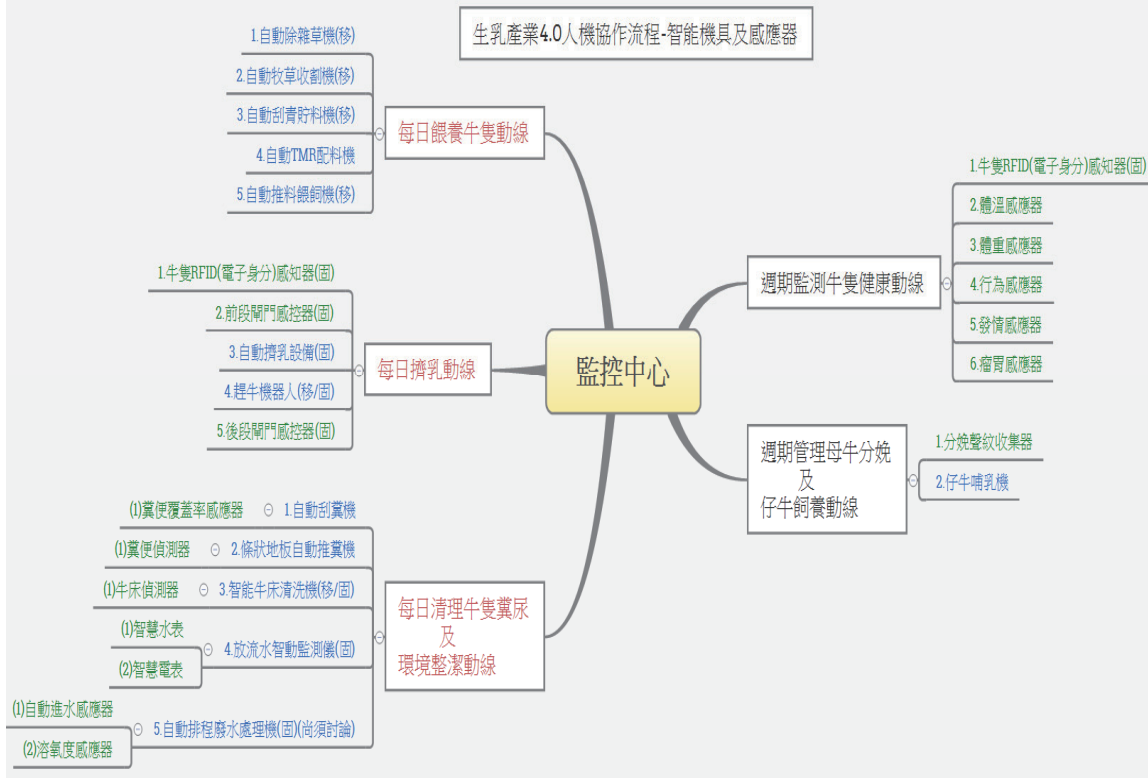 生乳產業4.0人機協作流程-智能機具及感應器
監控中心
每日餵養牛隻動線
1.自動除雜草機(移)
2.自動牧草收割機(移)
3.自動刮青貯料機(移)
4.自動TMR配料機
5.自動推料餵飼機(移)
每日擠乳動線
1.牛隻RFID(電子身分)感知器(固)
2.前段閘門感控器(固)
3.自動擠乳設備(固)
4.趕牛機器人(移/固)
5.後段閘門感控器(固)
每日清理牛隻糞尿
及
環境整潔動線
1.自動刮糞機
(1)糞便覆蓋率感應器
2.條狀地板自動推糞機
(1)糞便偵測器
3.智能牛床清洗機(移/固)
(1)牛床偵測器
4.放流水智動監測儀(固)
(1)智慧水表
(2)智慧電表
5.自動排程廢水處理機(固)(尚須討論)
(1)自動進水感應器
(2)溶氧度感應器
週期監測牛隻健康動線
1.牛隻RFID(電子身分)感知器(固)
2.體溫感應器
3.體重感應器
4.行為感應器
5.發情感應器
6.瘤胃感應器
週期管理母牛分娩
及
仔牛飼養動線
1.分娩聲紋收集器
2.仔牛哺乳機